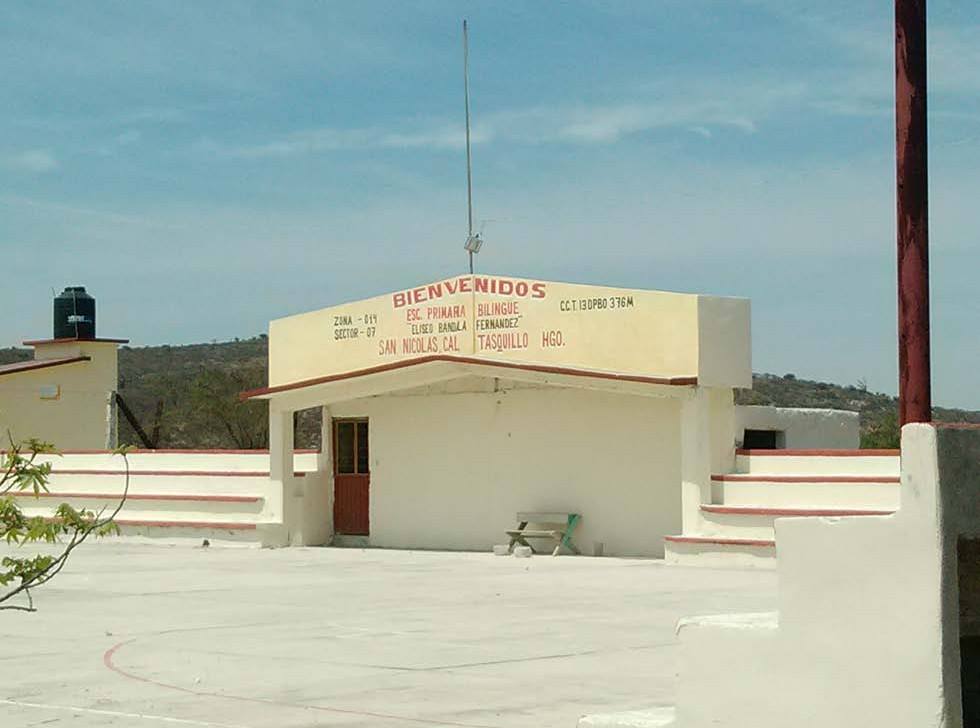 BIENVENIDOS
ZONA - 014 ESC. PRIMARIA BILINGUE C.C.T. 13DPB0376M
SECTOR - 07 ELISEO BANDALA FERNANDEZ
SAN NICOLAS, CAL, TASQUILLO HGO.